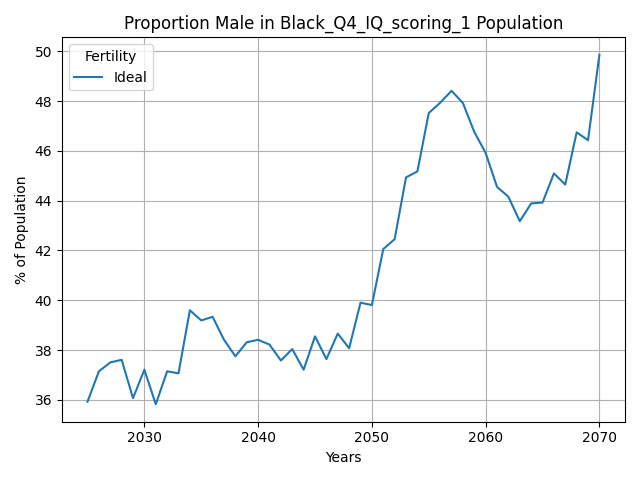 Proportion Male in Black_Q4_IQ_scoring_1 Population
Fertility
Ideal
% of Population
50
48
46
44
42
40
38
36
2030 2040 2050 2060 2070
Years